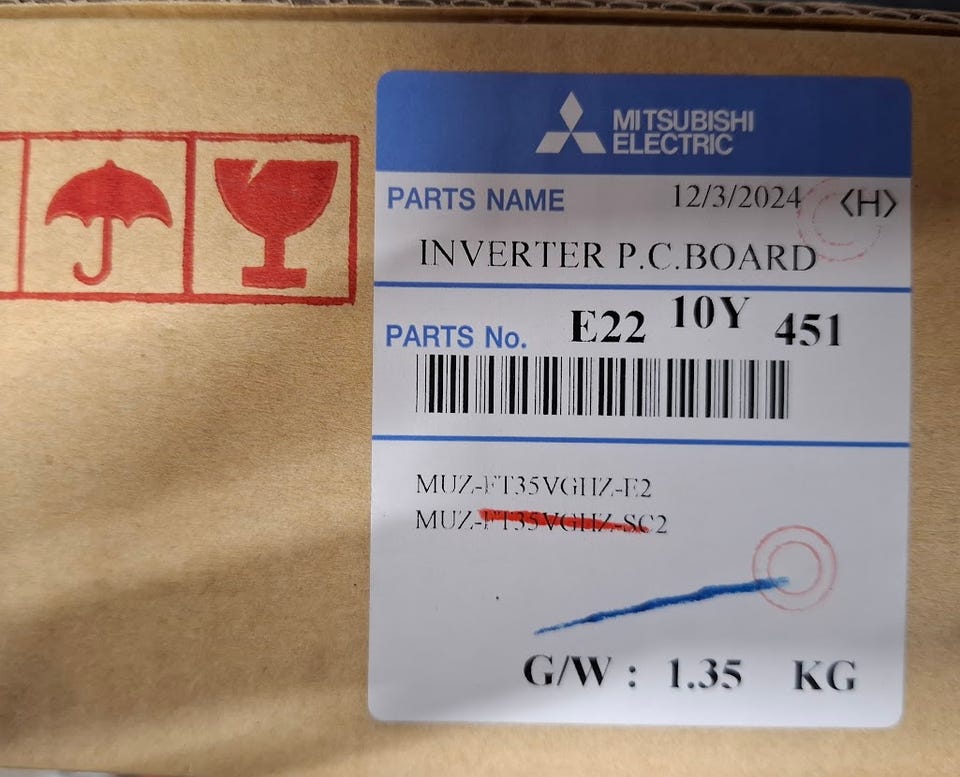 MITSUBISHI
ELECTRIC
PARTS NAME 12/3/2024 〈H〉
INVERTER P.C.BOARD
PARTS No. E22 10Y 451
MUZ-FT35VGHZ-E2
MUZ-FT35VGHZ-SC2
G/W : 1.35 KG